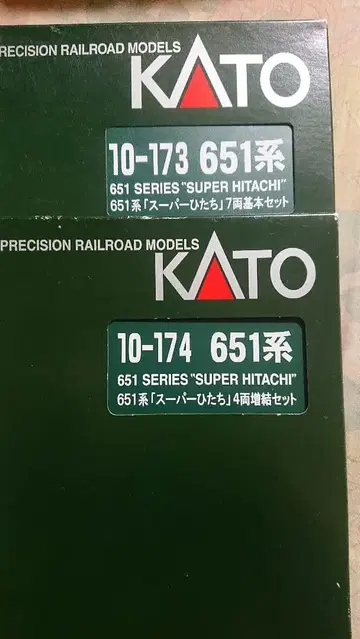 PRECISION RAILROAD MODELS
KATO
10-173 651系
651 SERIES "SUPER HITACHI"
651系「スーパーひたち」7両基本セット
PRECISION RAILROAD MODELS
KATO
10-174 651系
651 SERIES "SUPER HITACHI"
651系「スーパーひたち」4両増結セット